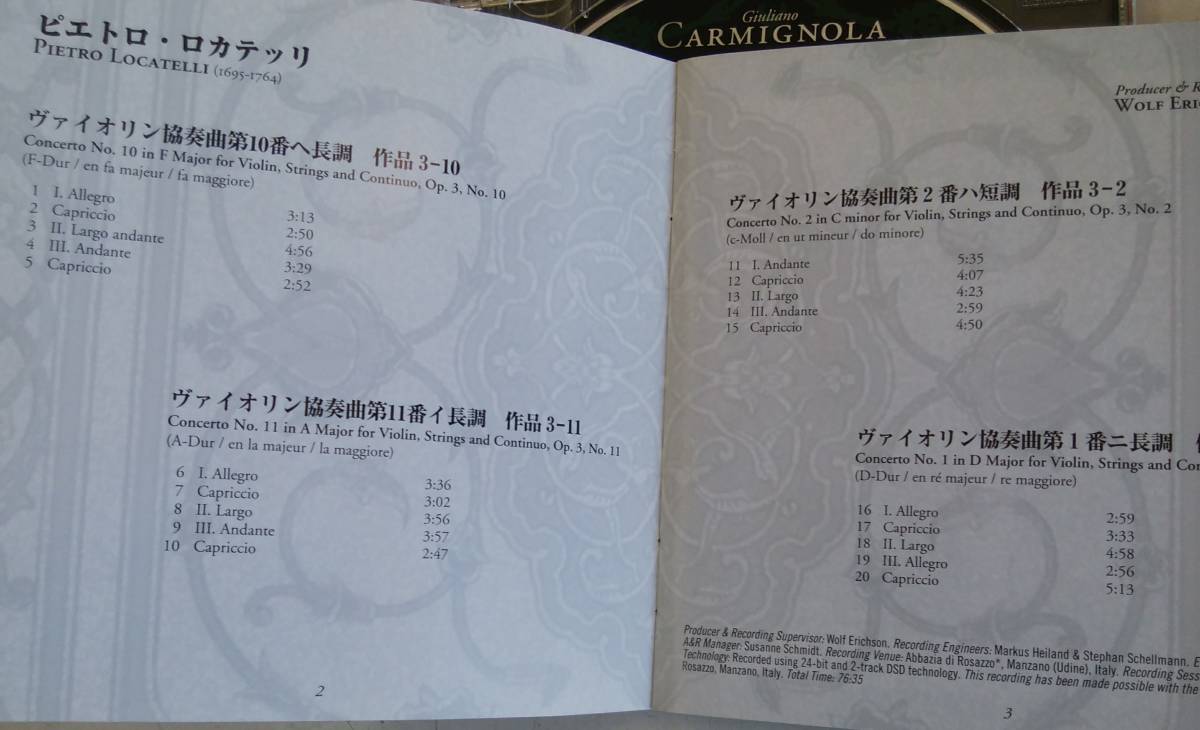 Giuliano
CARMIGNOLA
ピエトロ・ロカテッリ
PIETRO LOCATELLI (1695-1764)
ヴァイオリン協奏曲第10番ヘ長調 作品3-10
Concerto No. 10 in F Major for Violin, Strings and Continuo, Op. 3, No. 10
(F-Dur / en fa majeur / fa maggiore)
1 I. Allegro 3:13
2 Capriccio 2:50
3 II. Largo andante 4:56
4 III. Andante 3:29
5 Capriccio 2:52
ヴァイオリン協奏曲第11番イ長調 作品3-11
Concerto No. 11 in A Major for Violin, Strings and Continuo, Op. 3, No. 11
(A-Dur / en la majeur / la maggiore)
6 I. Allegro 3:36
7 Capriccio 3:02
8 II. Largo 3:56
9 III. Andante 3:57
10 Capriccio 2:47
2
Producer &
WOLF
ヴァイオリン協奏曲第2番ハ短調 作品3-2
Concerto No. 2 in C minor for Violin, Strings and Continuo, Op. 3, No. 2
(c-Moll / en ut mineur / do minore)
11 I. Andante 5:35
12 Capriccio 4:07
13 II. Largo 4:23
14 III. Andante 2:59
15 Capriccio 4:50
ヴァイオリン協奏曲第1番ニ長調
Concerto No. 1 in D Major for Violin, Strings and
(D-Dur / en ré majeur / re maggiore)
16 I. Allegro 2:59
17 Capriccio 3:33
18 II. Largo 4:58
19 III. Allegro 2:56
20 Capriccio 5:13
Producer & Recording Supervisor: Wolf Erichson. Recording Engineers: Markus Heiland & Stephan Schellmann.
A&R Manager: Susanne Schmidt. Recording Venue: Abbazia di Rosazzo*, Manzano (Udine), Italy. Recording
Technology: Recorded using 24-bit and 2-track DSD technology. This recording has been made possible with the
Rosazzo, Manzano, Italy. Total Time: 76:35
3